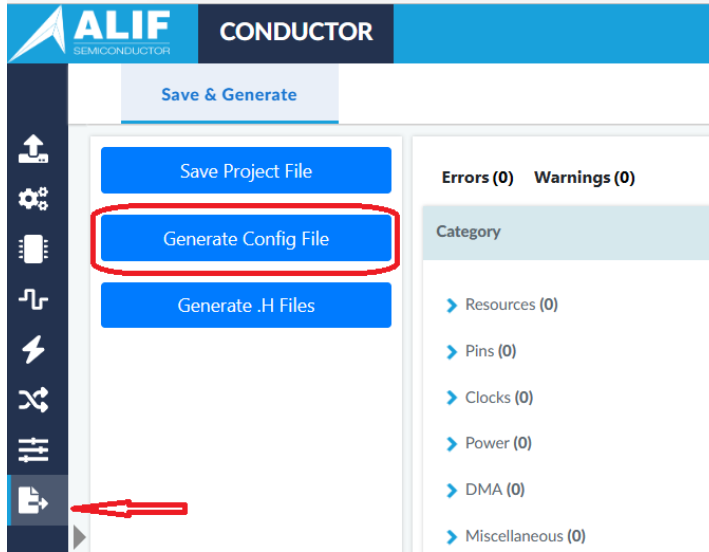 ALIF
SEMICONDUCTOR
CONDUCTOR
Save & Generate
Save Project File
Generate Config File
Generate .H Files
Errors (0) Warnings (0)
Category
Resources (0)
Pins (0)
Clocks (0)
Power (0)
DMA (0)
Miscellaneous (0)